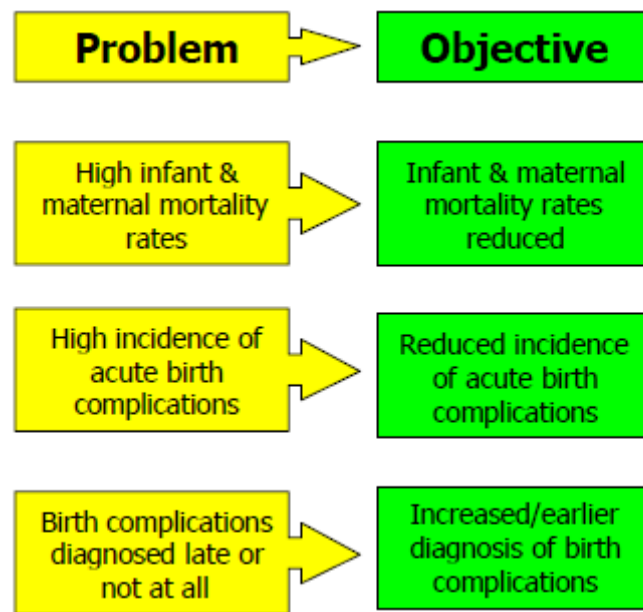 Problem
Objective
High infant &
maternal mortality
rates
Infant & maternal
mortality rates
reduced
High incidence of
acute birth
complications
Reduced incidence
of acute birth
complications
Birth complications
diagnosed late or
not at all
Increased/earlier
diagnosis of birth
complications